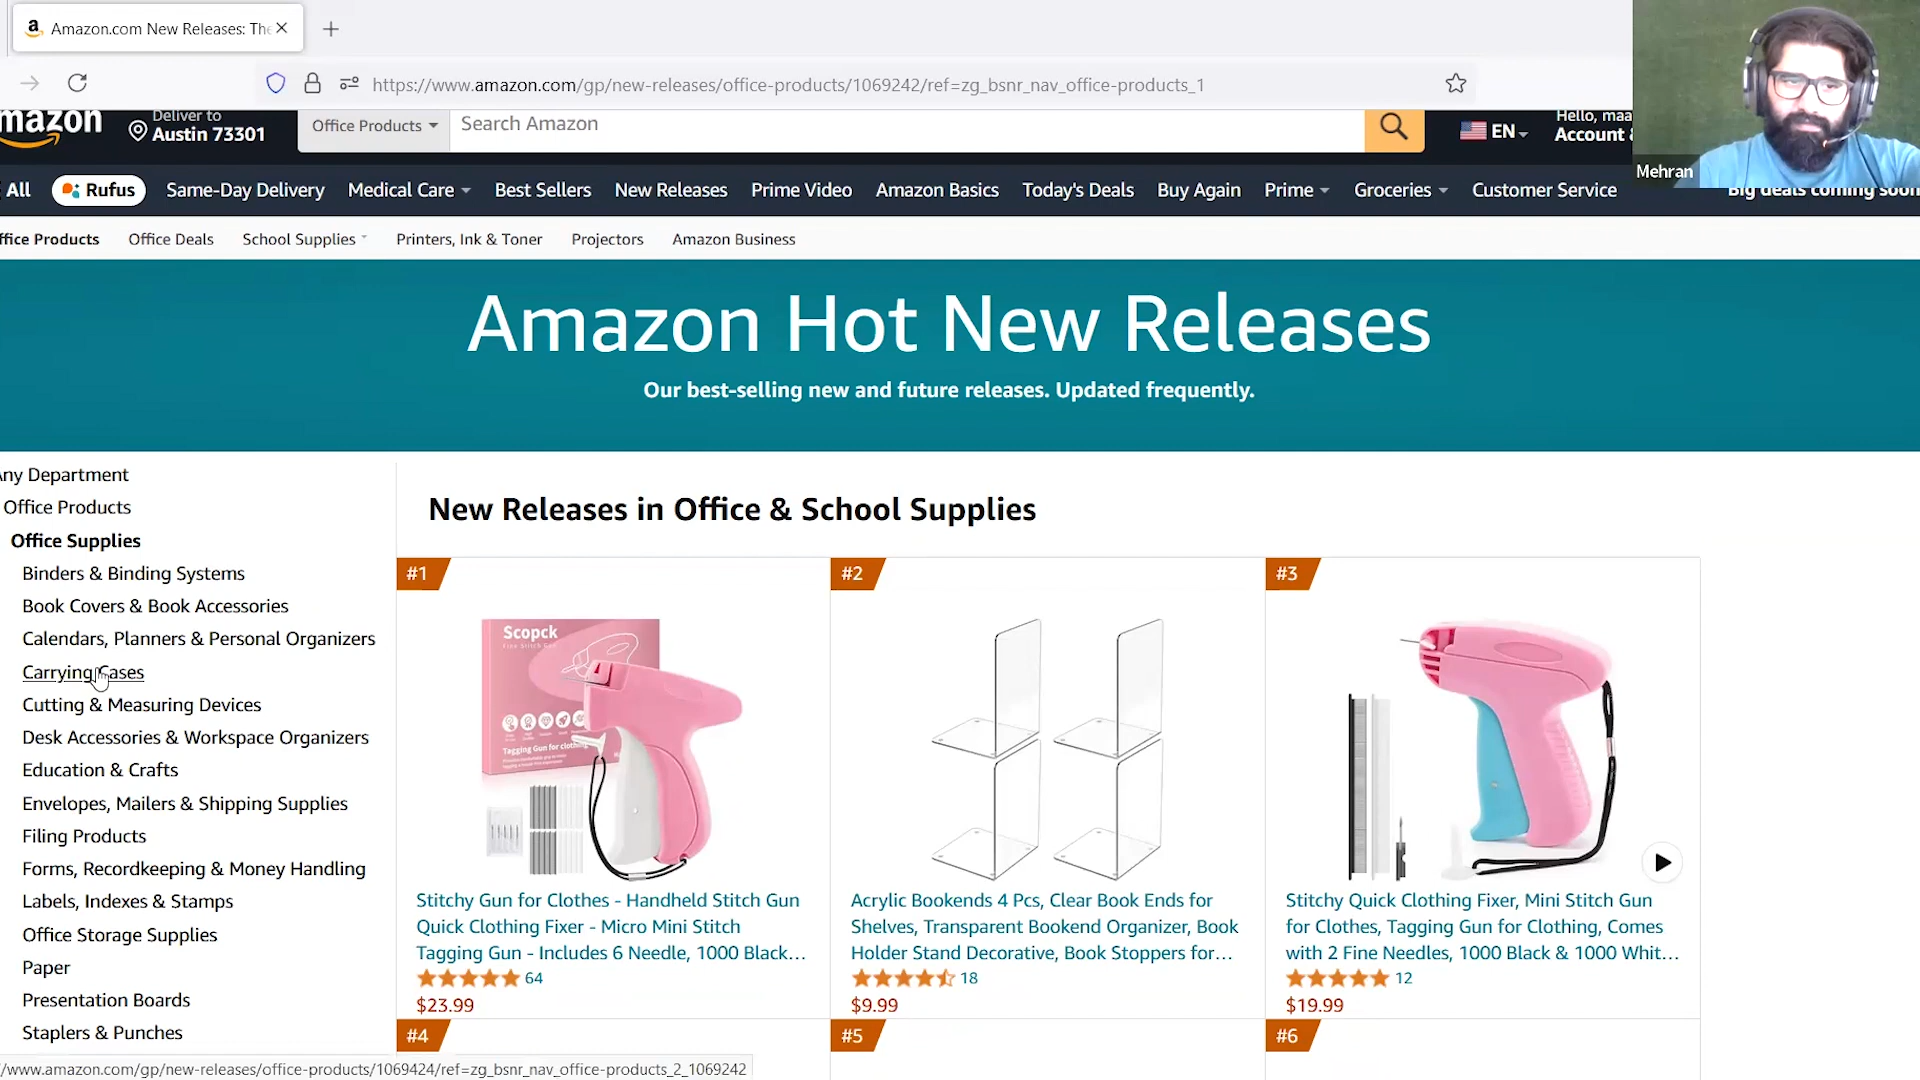 Amazon.com New Releases: The
https://www.amazon.com/gp/new-releases/office-products/1069242/ref=zg_bsnr_nav_office-products_1
mazon
Deliver to
Austin 73301
Office Products
Search Amazon
EN
Hello, maa
Account &
Mehran
All
Rufus
Same-Day Delivery
Medical Care
Best Sellers
New Releases
Prime Video
Amazon Basics
Today's Deals
Buy Again
Prime
Groceries
Customer Service
Big deals coming soon
ffice Products
Office Deals
School Supplies
Printers, Ink & Toner
Projectors
Amazon Business
Amazon Hot New Releases
Our best-selling new and future releases. Updated frequently.
Any Department
Office Products
Office Supplies
Binders & Binding Systems
Book Covers & Book Accessories
Calendars, Planners & Personal Organizers
Carrying Cases
Cutting & Measuring Devices
Desk Accessories & Workspace Organizers
Education & Crafts
Envelopes, Mailers & Shipping Supplies
Filing Products
Forms, Recordkeeping & Money Handling
Labels, Indexes & Stamps
Office Storage Supplies
Paper
Presentation Boards
Staplers & Punches
New Releases in Office & School Supplies
#1
Scopck
Fine Stitch Gun
Tagging Gun for clothing
Stitchy Gun for Clothes - Handheld Stitch Gun
Quick Clothing Fixer - Micro Mini Stitch
Tagging Gun - Includes 6 Needle, 1000 Black...
64
$23.99
#2
Acrylic Bookends 4 Pcs, Clear Book Ends for
Shelves, Transparent Bookend Organizer, Book
Holder Stand Decorative, Book Stoppers for...
18
$9.99
#3
Stitchy Quick Clothing Fixer, Mini Stitch Gun
for Clothes, Tagging Gun for Clothing, Comes
with 2 Fine Needles, 1000 Black & 1000 Whit...
12
$19.99
#4
#5
#6
/www.amazon.com/gp/new-releases/office-products/1069424/ref=zg_bsnr_nav_office-products_2_1069242